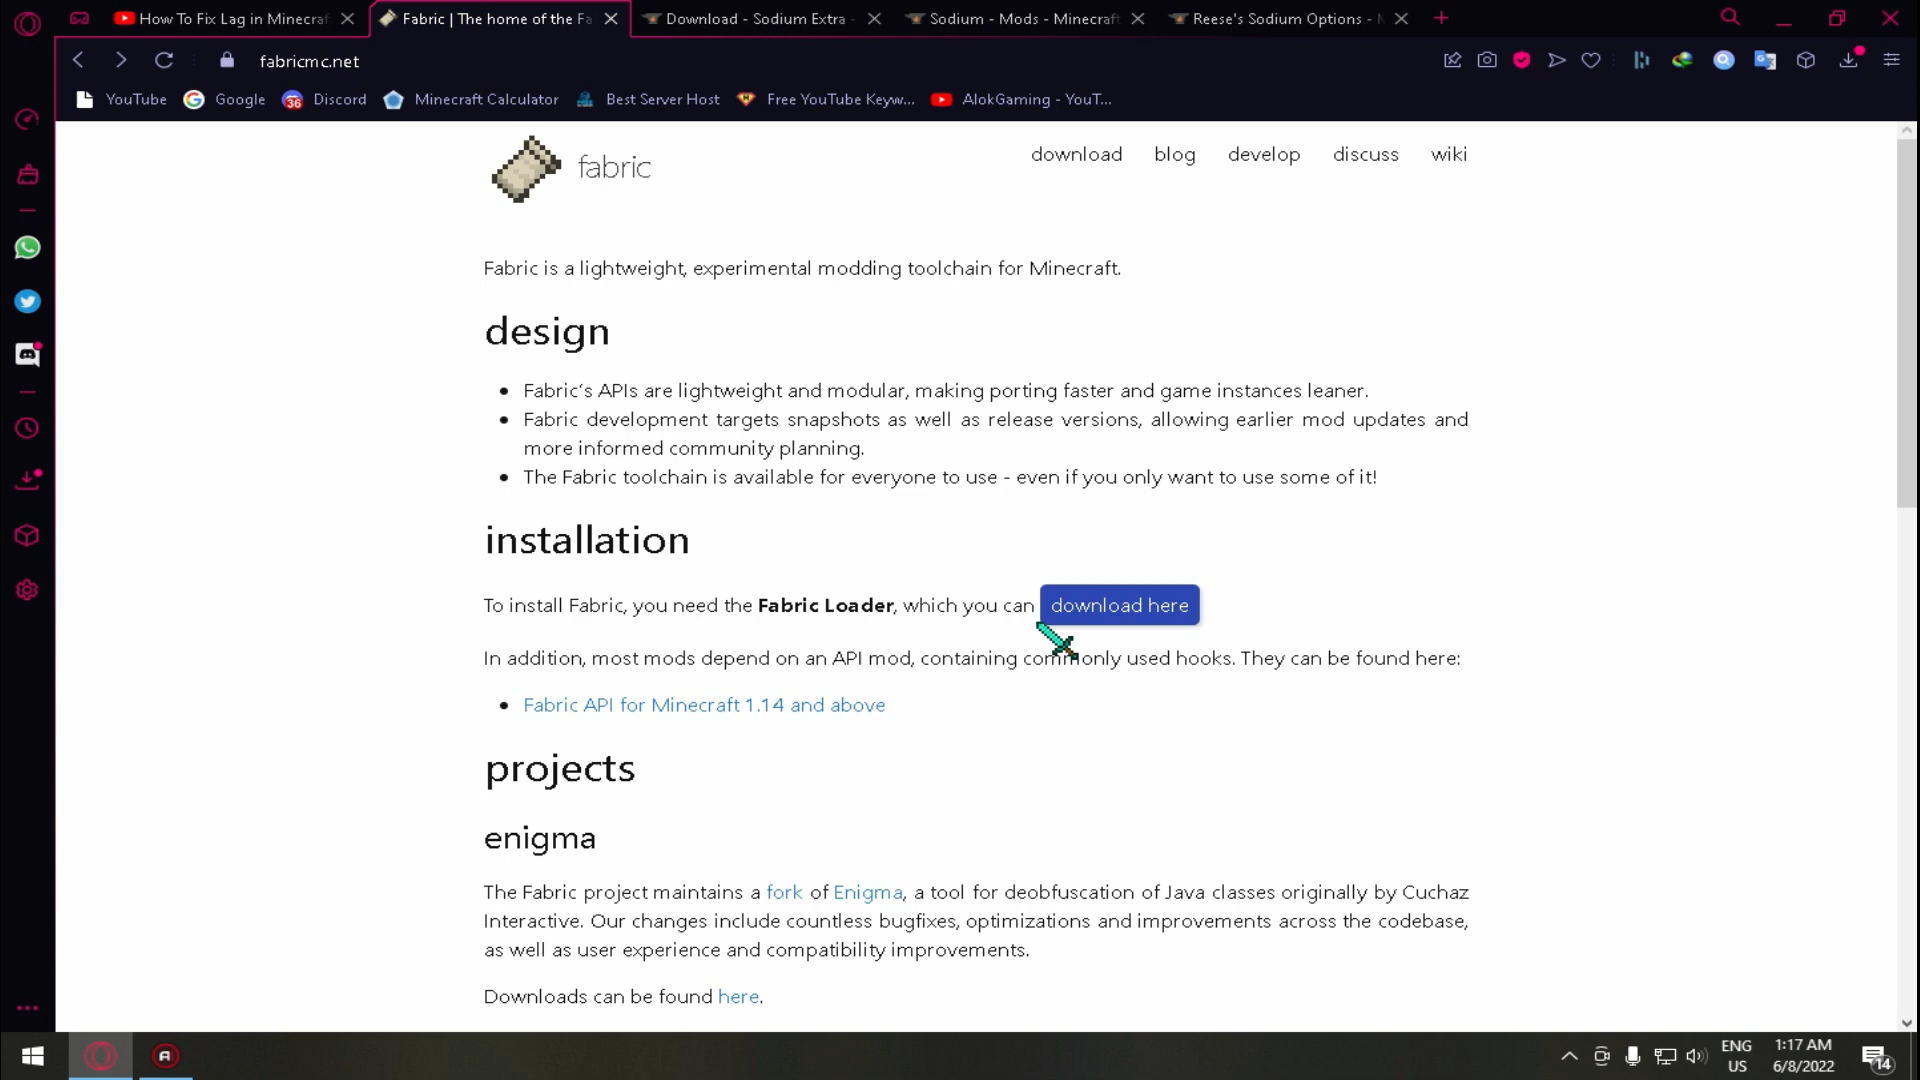 How To Fix Lag in Minecraf
Fabric | The home of the Fa
Download - Sodium Extra -
Sodium - Mods - Minecraft
Reese's Sodium Options - M
fabricmc.net
YouTube
Google
36
Discord
Minecraft Calculator
Best Server Host
Free YouTube Keyw...
AlokGaming - YouT...
fabric
download blog develop discuss wiki
Fabric is a lightweight, experimental modding toolchain for Minecraft.
design
• Fabric's APIs are lightweight and modular, making porting faster and game instances leaner.
• Fabric development targets snapshots as well as release versions, allowing earlier mod updates and
more informed community planning.
• The Fabric toolchain is available for everyone to use - even if you only want to use some of it!
installation
To install Fabric, you need the Fabric Loader, which you can download here
In addition, most mods depend on an API mod, containing commonly used hooks. They can be found here:
• Fabric API for Minecraft 1.14 and above
projects
enigma
The Fabric project maintains a fork of Enigma, a tool for deobfuscation of Java classes originally by Cuchaz
Interactive. Our changes include countless bugfixes, optimizations and improvements across the codebase,
as well as user experience and compatibility improvements.
Downloads can be found here.
A
ENG
US
1:17 AM
6/8/2022
14